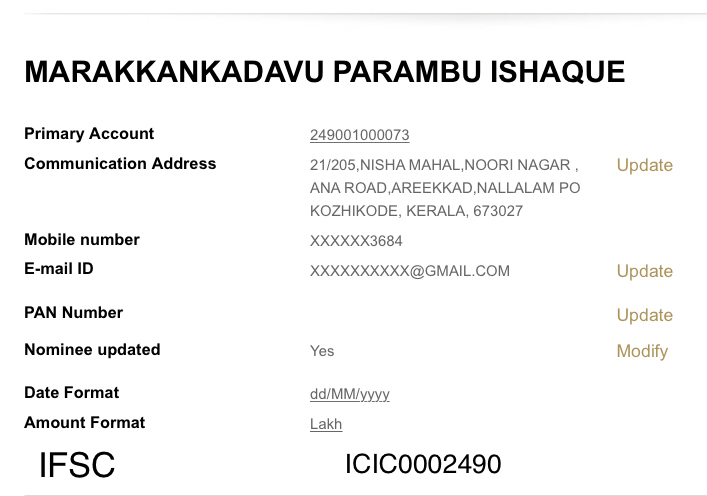 MARAKKANKADAVU PARAMBU ISHAQUE
Primary Account 249001000073
Communication Address 21/205,NISHA MAHAL,NOORI NAGAR , Update
ANA ROAD,AREEKKAD,NALLALAM PO
KOZHIKODE, KERALA, 673027
Mobile number XXXXXX3684
E-mail ID XXXXXXXXXX@GMAIL.COM Update
PAN Number Update
Nominee updated Yes Modify
Date Format dd/MM/yyyy
Amount Format Lakh
IFSC ICIC0002490